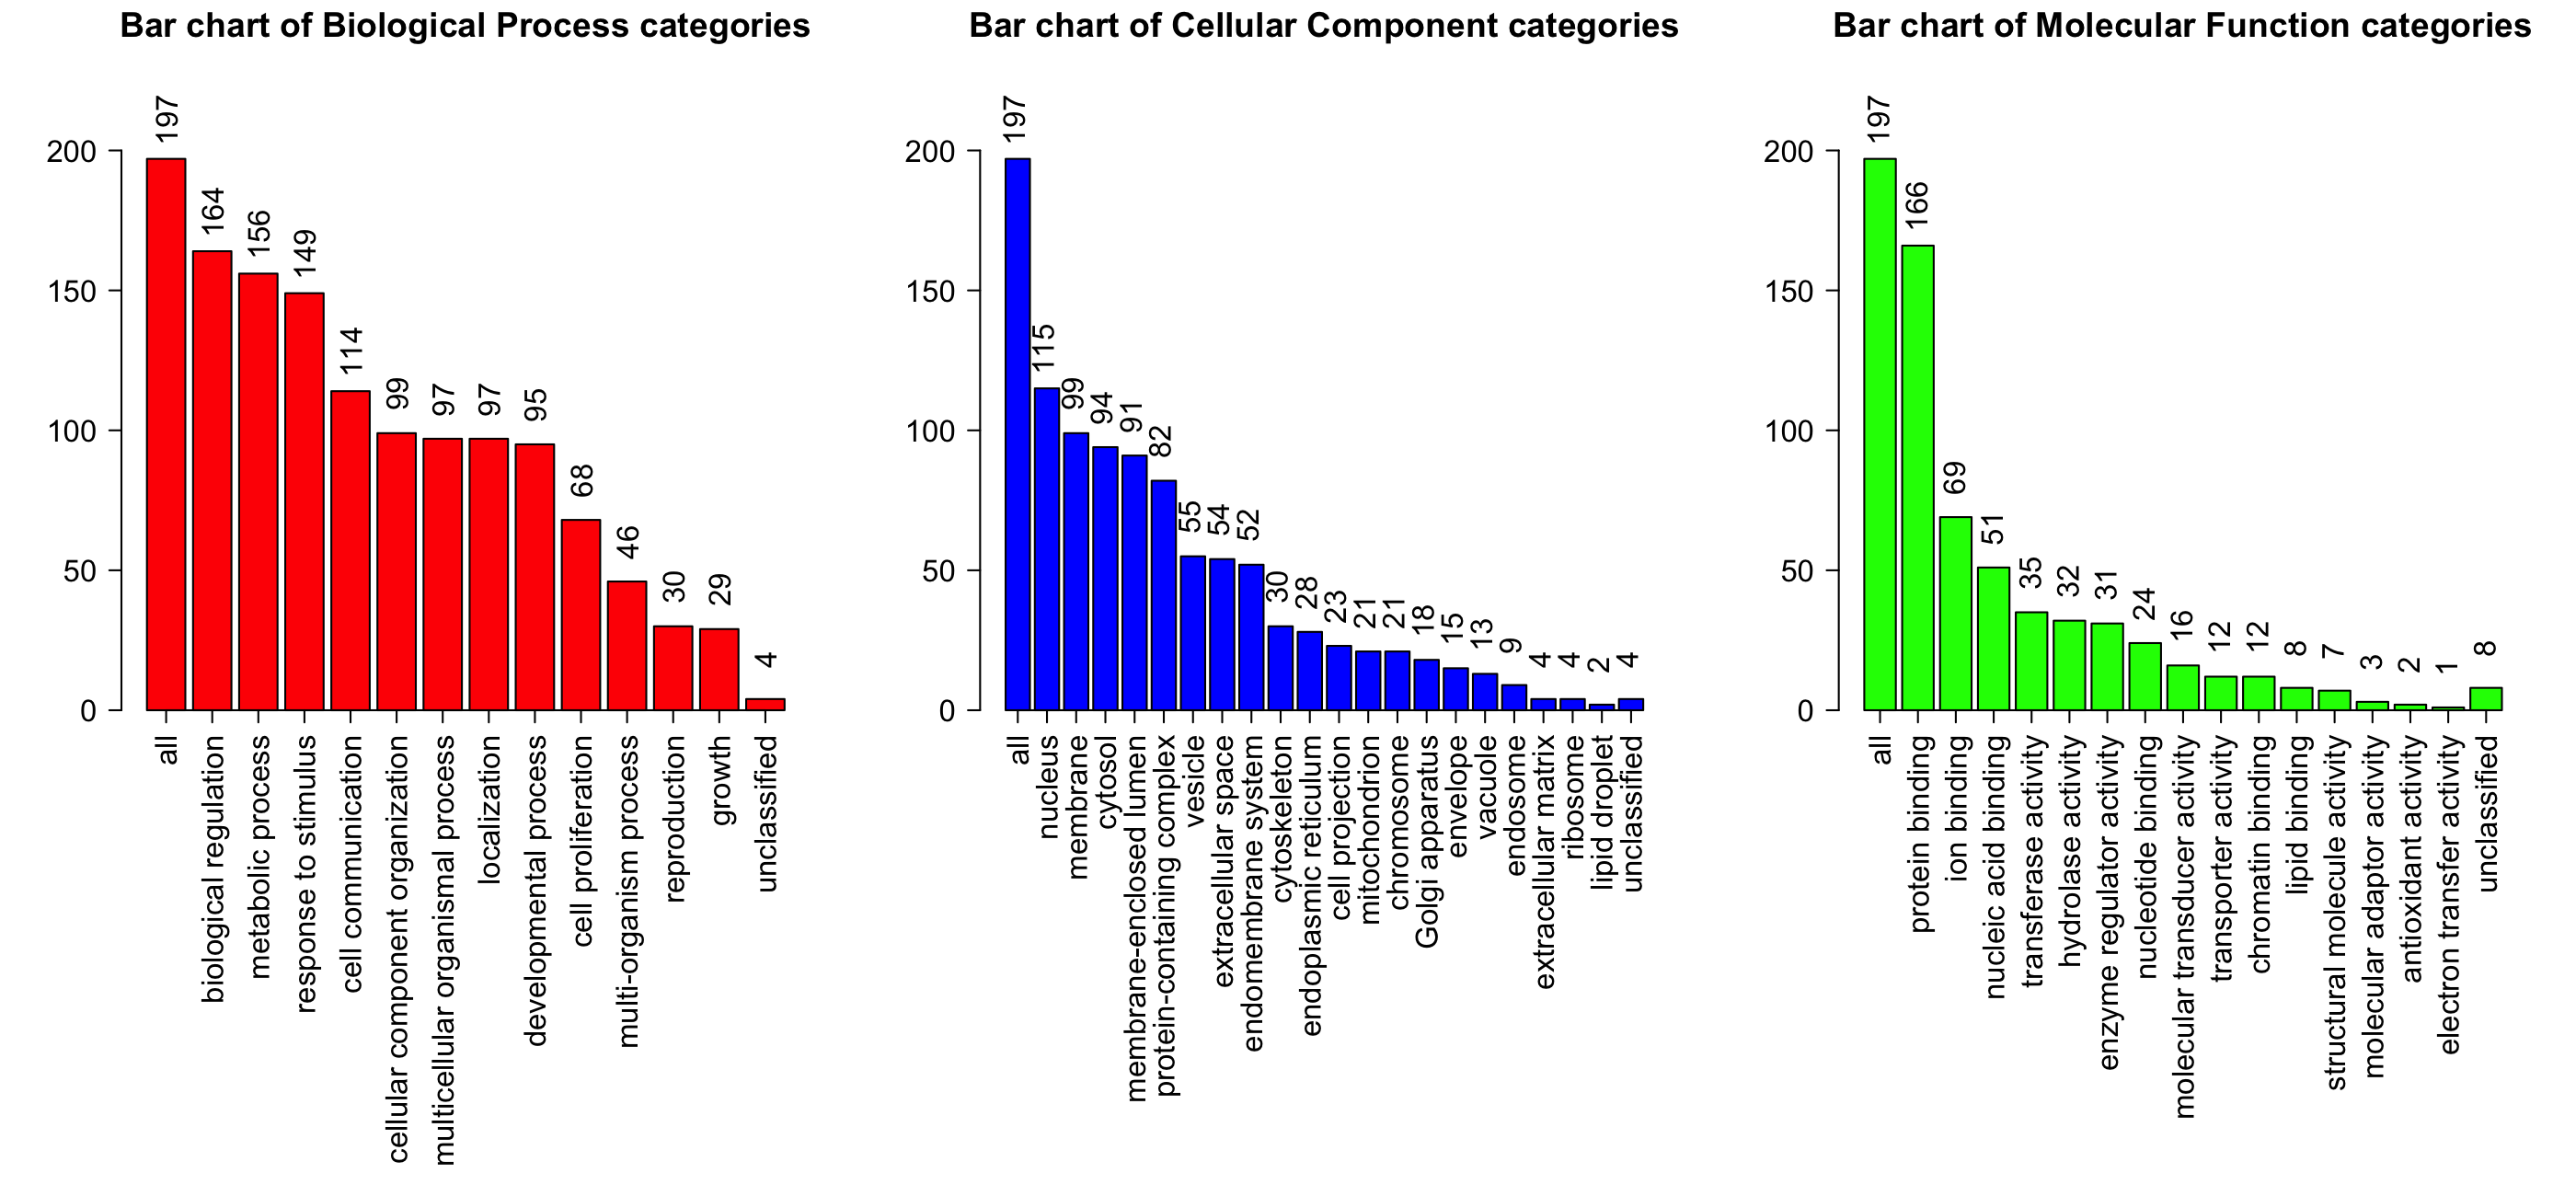 Bar chart of Biological Process categories
200
150
100
50
0
197
164
156
149
114
99
97
97
95
68
46
30
29
4
all
biological regulation
metabolic process
response to stimulus
cell communication
cellular component organization
multicellular organismal process
localization
developmental process
cell proliferation
multi-organism process
reproduction
growth
unclassified
Bar chart of Cellular Component categories
200
150
100
50
0
197
115
99
94
91
82
55
54
52
30
28
23
21
21
18
15
13
9
4
4
2
4
all
nucleus
membrane
cytosol
membrane-enclosed lumen
protein-containing complex
vesicle
extracellular space
endomembrane system
cytoskeleton
endoplasmic reticulum
cell projection
mitochondrion
chromosome
Golgi apparatus
envelope
vacuole
endosome
extracellular matrix
ribosome
lipid droplet
unclassified
Bar chart of Molecular Function categories
200
150
100
50
0
197
166
69
51
35
32
31
24
16
12
12
8
7
3
2
1
8
all
protein binding
ion binding
nucleic acid binding
transferase activity
hydrolase activity
enzyme regulator activity
nucleotide binding
molecular transducer activity
transporter activity
chromatin binding
lipid binding
structural molecule activity
molecular adaptor activity
antioxidant activity
electron transfer activity
unclassified